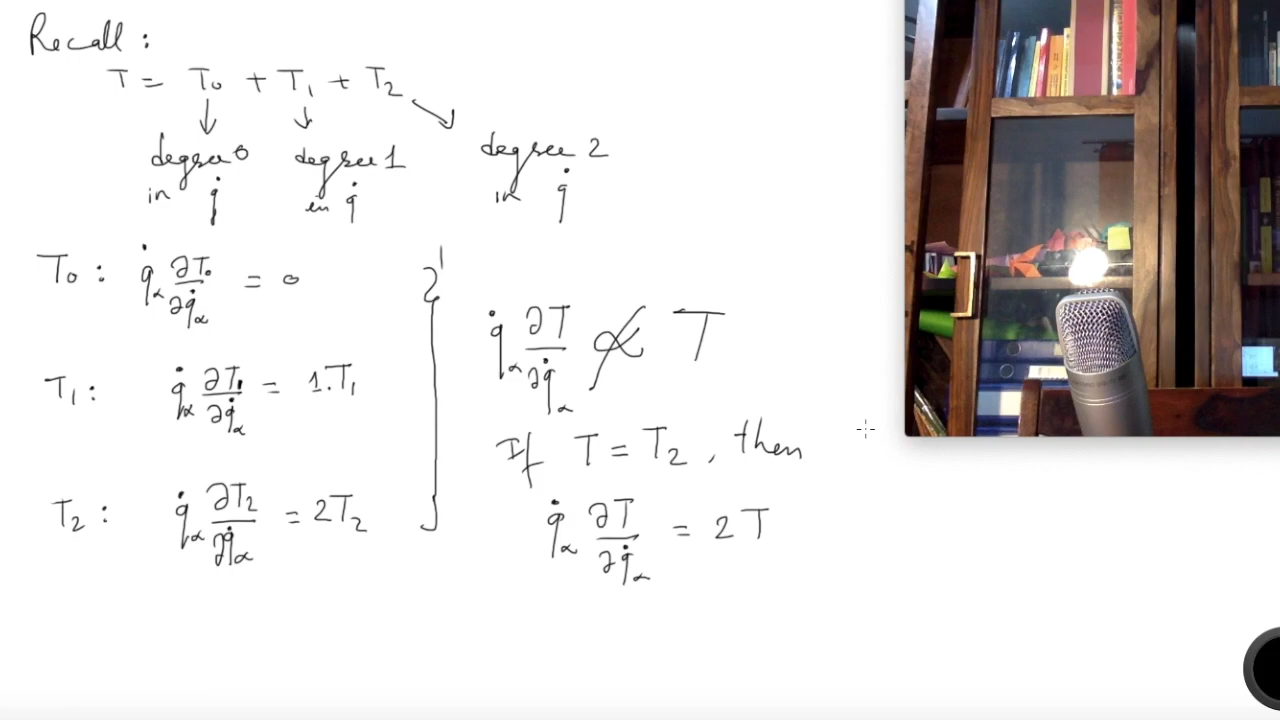 Recall :
T = T₀ + T₁ + T₂
degree 0 in q̇
degree 1 in q̇
degree 2 in q̇
T₀ : q̇_α ∂T₀/∂q̇_α = 0
T₁ : q̇_α ∂T₁/∂q̇_α = 1.T₁
T₂ : q̇_α ∂T₂/∂q̇_α = 2T₂
q̇_α ∂T/∂q̇_α ∝̸ T
If T = T₂ , then
q̇_α ∂T/∂q̇_α = 2T